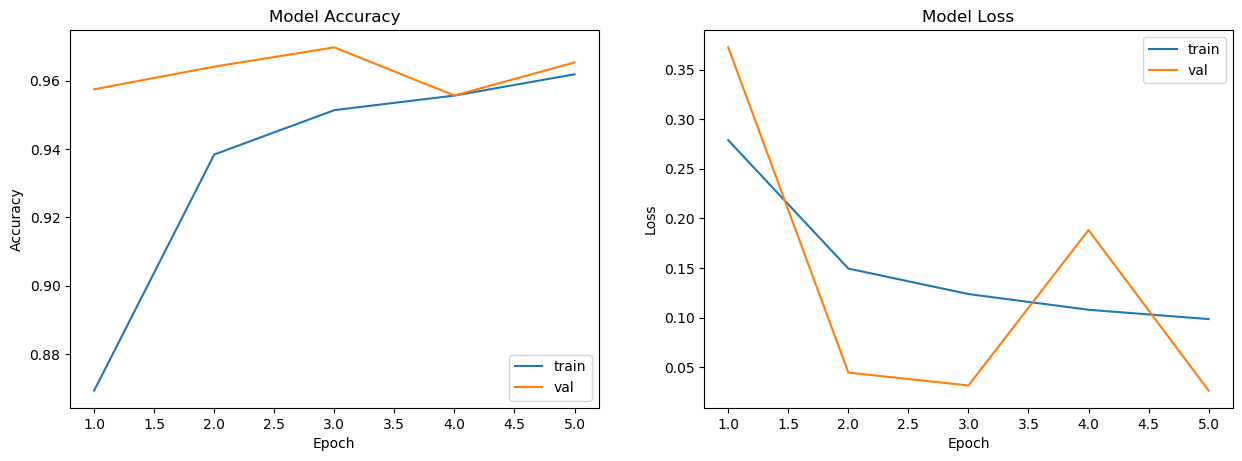 Model Accuracy
Accuracy
0.96
0.94
0.92
0.90
0.88
1.0 1.5 2.0 2.5 3.0 3.5 4.0 4.5 5.0
Epoch
train
val
Model Loss
Loss
0.35
0.30
0.25
0.20
0.15
0.10
0.05
1.0 1.5 2.0 2.5 3.0 3.5 4.0 4.5 5.0
Epoch
train
val